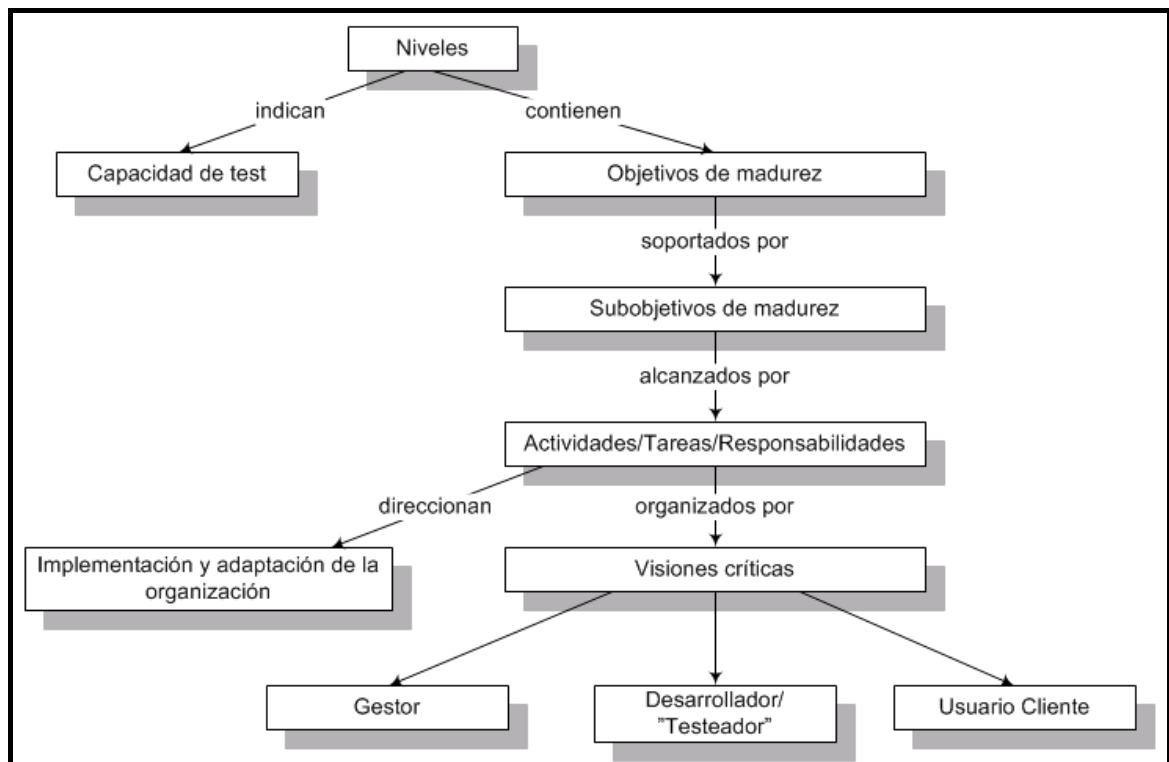 Niveles
indican
contienen
Capacidad de test
Objetivos de madurez
soportados por
Subobjetivos de madurez
alcanzados por
Actividades/Tareas/Responsabilidades
direccionan
organizados por
Implementación y adaptación de la
organización
Visiones críticas
Gestor
Desarrollador/
”Testeador”
Usuario Cliente